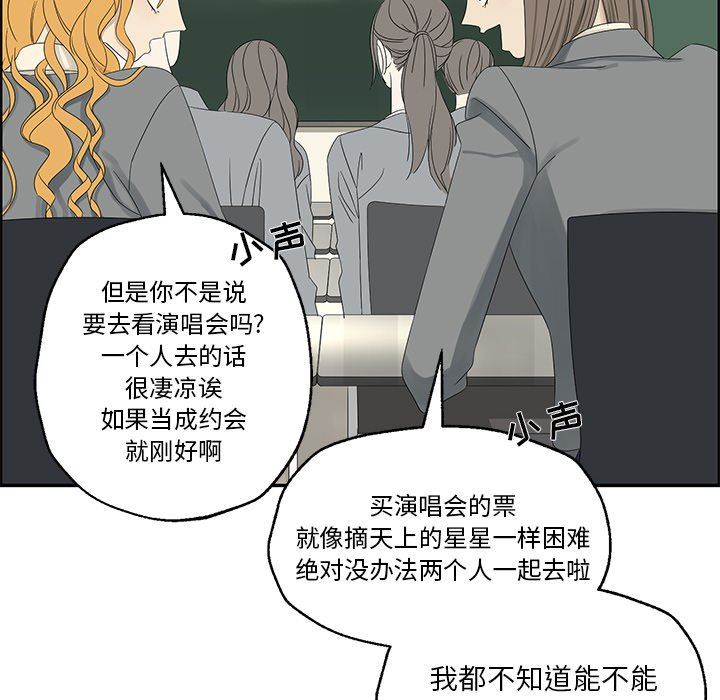 小声
但是你不是说
要去看演唱会吗?
一个人去的话
很凄凉诶
如果当成约会
就刚好啊
小声
买演唱会的票
就像摘天上的星星一样困难
绝对没办法两个人一起去啦
我都不知道能不能